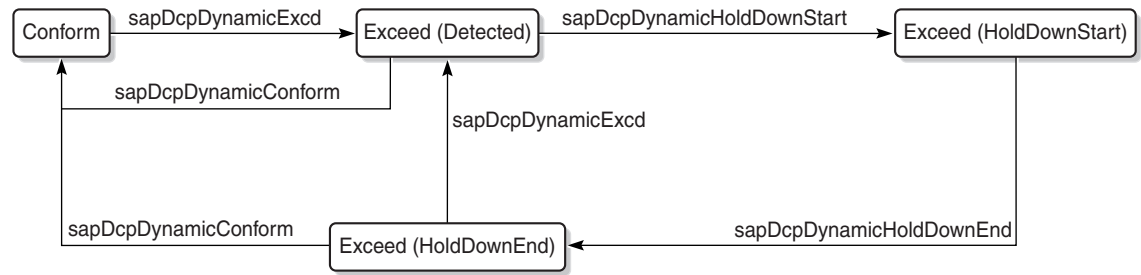 Conform
sapDcpDynamicExcd
Exceed (Detected)
sapDcpDynamicHoldDownStart
Exceed (HoldDownStart)
sapDcpDynamicConform
sapDcpDynamicExcd
sapDcpDynamicConform
Exceed (HoldDownEnd)
sapDcpDynamicHoldDownEnd